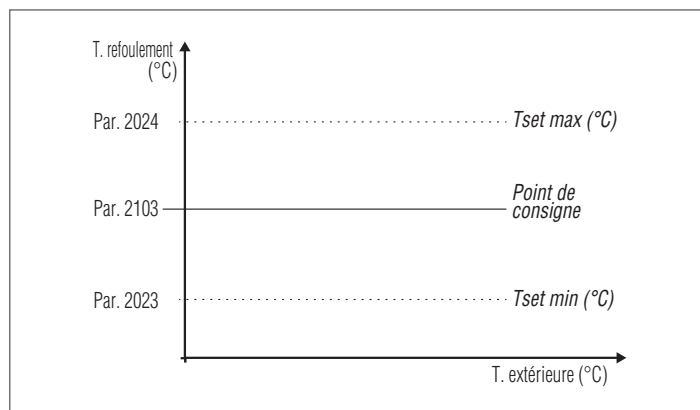 T. refoulement
(°C)
Par. 2024
Tset max (°C)
Point de
consigne
Par. 2103
Par. 2023
Tset min (°C)
T. extérieure (°C)